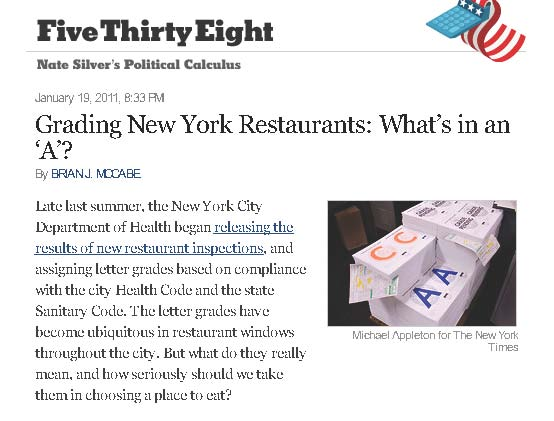 FiveThirtyEight
Nate Silver's Political Calculus
January 19, 2011, 8:33 PM
Grading New York Restaurants: What's in an
'A'?
By BRIAN J. MCCABE
Late last summer, the New York City
Department of Health began releasing the
results of new restaurant inspections, and
assigning letter grades based on compliance
with the city Health Code and the state
Sanitary Code. The letter grades have
become ubiquitous in restaurant windows
throughout the city. But what do they really
mean, and how seriously should we take
them in choosing a place to eat?
C C
A A
Michael Appleton for The New York
Times